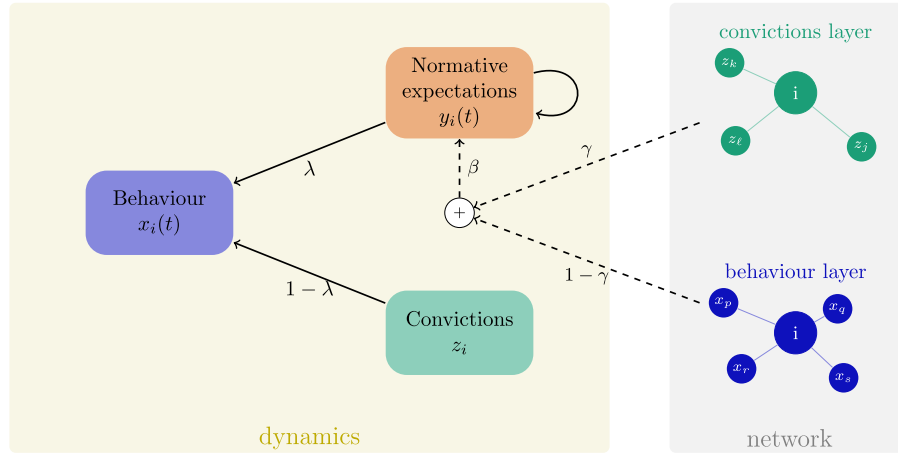 Normative
expectations
y_i(t)
λ
Behaviour
x_i(t)
β
+
γ
1 − γ
1 − λ
Convictions
z_i
dynamics
convictions layer
z_k
i
z_ℓ
z_j
behaviour layer
x_p
x_q
i
x_r
x_s
network